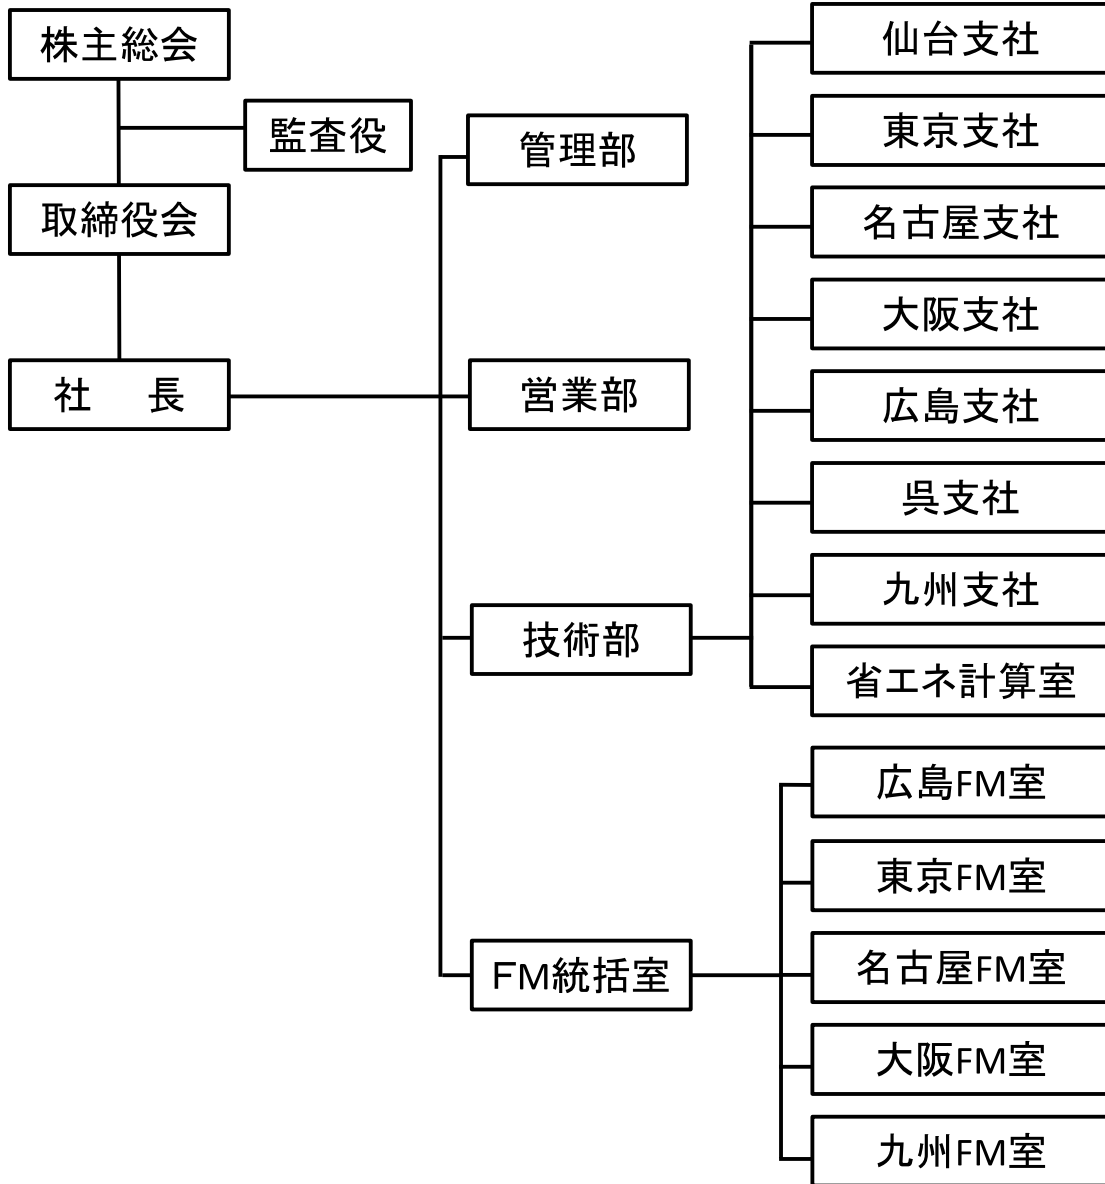 株主総会
監査役
取締役会
社　長
管理部
営業部
技術部
FM統括室
仙台支社
東京支社
名古屋支社
大阪支社
広島支社
呉支社
九州支社
省エネ計算室
広島FM室
東京FM室
名古屋FM室
大阪FM室
九州FM室